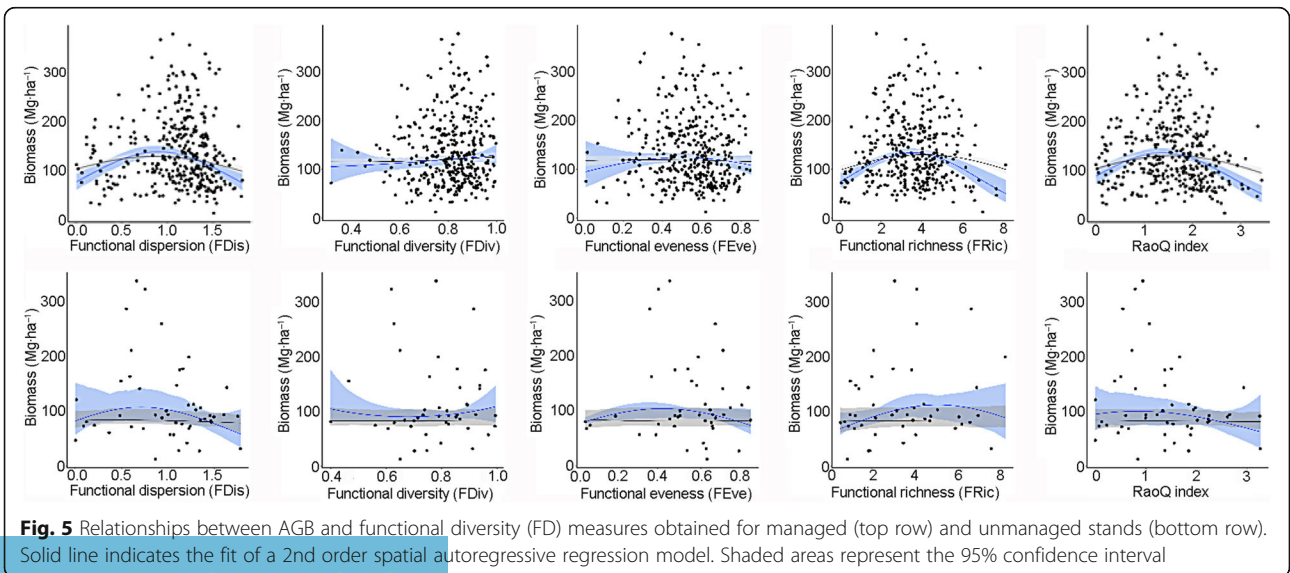 Biomass (Mg·ha⁻¹)
300
200
100
0
0.0 0.5 1.0 1.5
Functional dispersion (FDis)
Biomass (Mg·ha⁻¹)
300
200
100
0
0.4 0.6 0.8 1.0
Functional diversity (FDiv)
Biomass (Mg·ha⁻¹)
300
200
100
0
0.0 0.2 0.4 0.6 0.8
Functional eveness (FEve)
Biomass (Mg·ha⁻¹)
300
200
100
0
0 2 4 6 8
Functional richness (FRic)
Biomass (Mg·ha⁻¹)
300
200
100
0
0 1 2 3
RaoQ index
Biomass (Mg·ha⁻¹)
300
200
100
0
0.0 0.5 1.0 1.5
Functional dispersion (FDis)
Biomass (Mg·ha⁻¹)
300
200
100
0
0.4 0.6 0.8 1.0
Functional diversity (FDiv)
Biomass (Mg·ha⁻¹)
300
200
100
0
0.0 0.2 0.4 0.6 0.8
Functional eveness (FEve)
Biomass (Mg·ha⁻¹)
300
200
100
0
0 2 4 6 8
Functional richness (FRic)
Biomass (Mg·ha⁻¹)
300
200
100
0
0 1 2 3
RaoQ index
Fig. 5 Relationships between AGB and functional diversity (FD) measures obtained for managed (top row) and unmanaged stands (bottom row).
Solid line indicates the fit of a 2nd order spatial autoregressive regression model. Shaded areas represent the 95% confidence interval